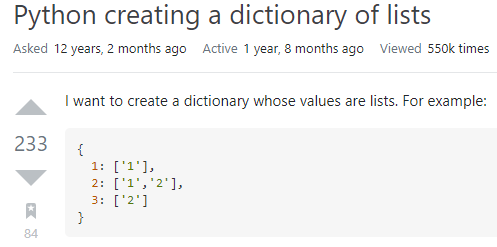 Python creating a dictionary of lists
Asked 12 years, 2 months ago Active 1 year, 8 months ago Viewed 550k times
I want to create a dictionary whose values are lists. For example:
233
{
1: ['1'],
2: ['1','2'],
3: ['2']
}
84